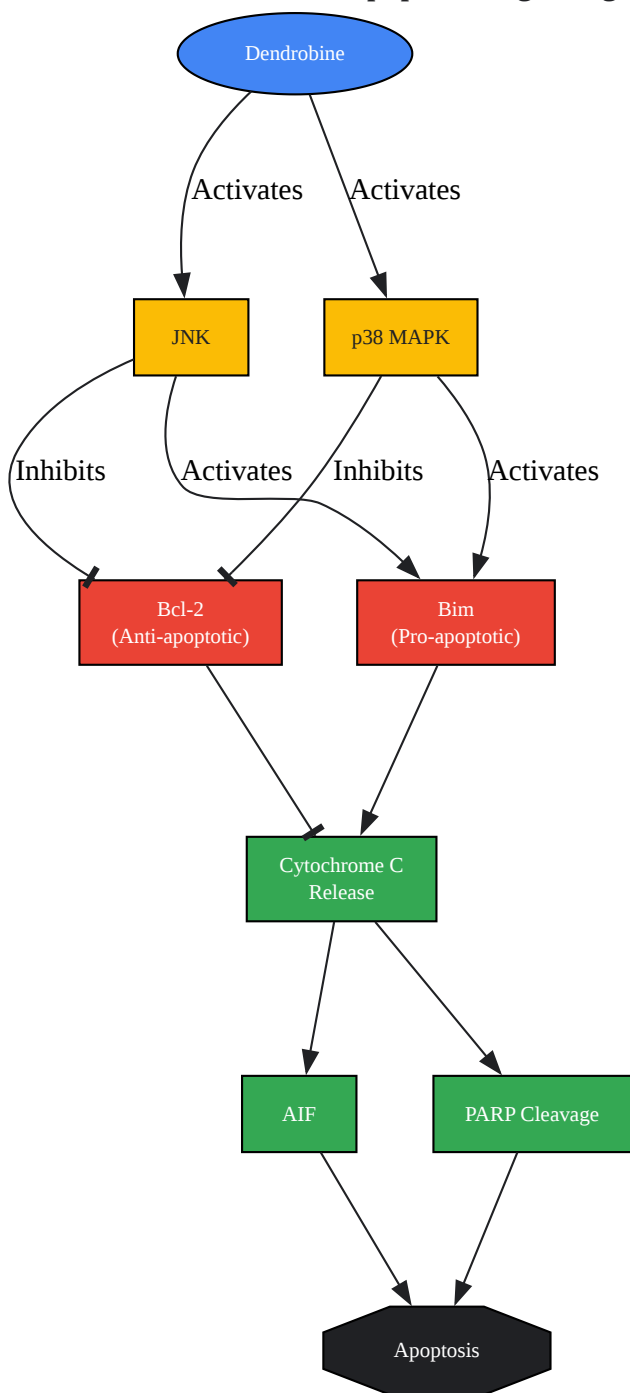 Dendrobine
Activates
Activates
JNK
p38 MAPK
Inhibits
Activates
Inhibits
Activates
Bcl-2
(Anti-apoptotic)
Bim
(Pro-apoptotic)
Cytochrome C
Release
AIF
PARP Cleavage
Apoptosis